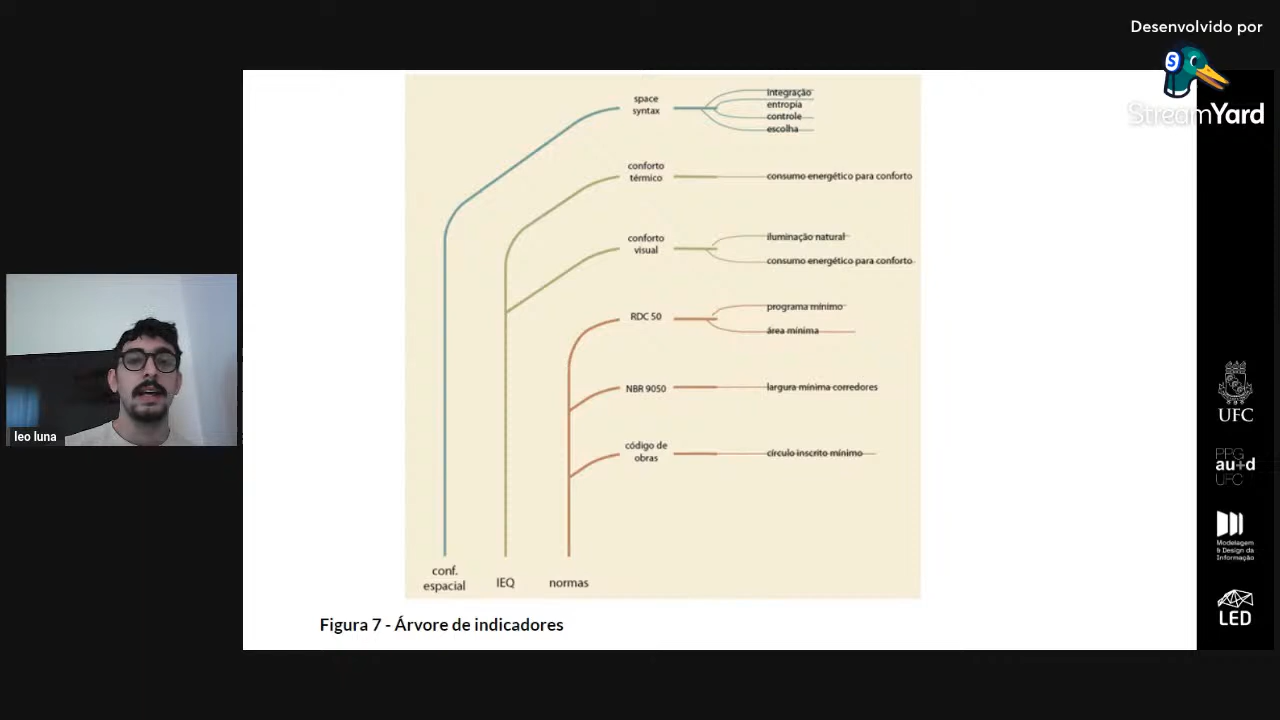 Desenvolvido por
StreamYard
space
syntax
integração
entropia
controle
escolha
conforto
térmico
consumo energético para conforto
conforto
visual
iluminação natural
consumo energético para conforto
RDC 50
programa mínimo
área mínima
NBR 9050
largura mínima corredores
código de
obras
círculo inscrito mínimo
conf.
espacial
IEQ
normas
Figura 7 - Árvore de indicadores
leo luna
UFC
PPG
au+d
UFC
Modelagem
& Design da
Informação
LED